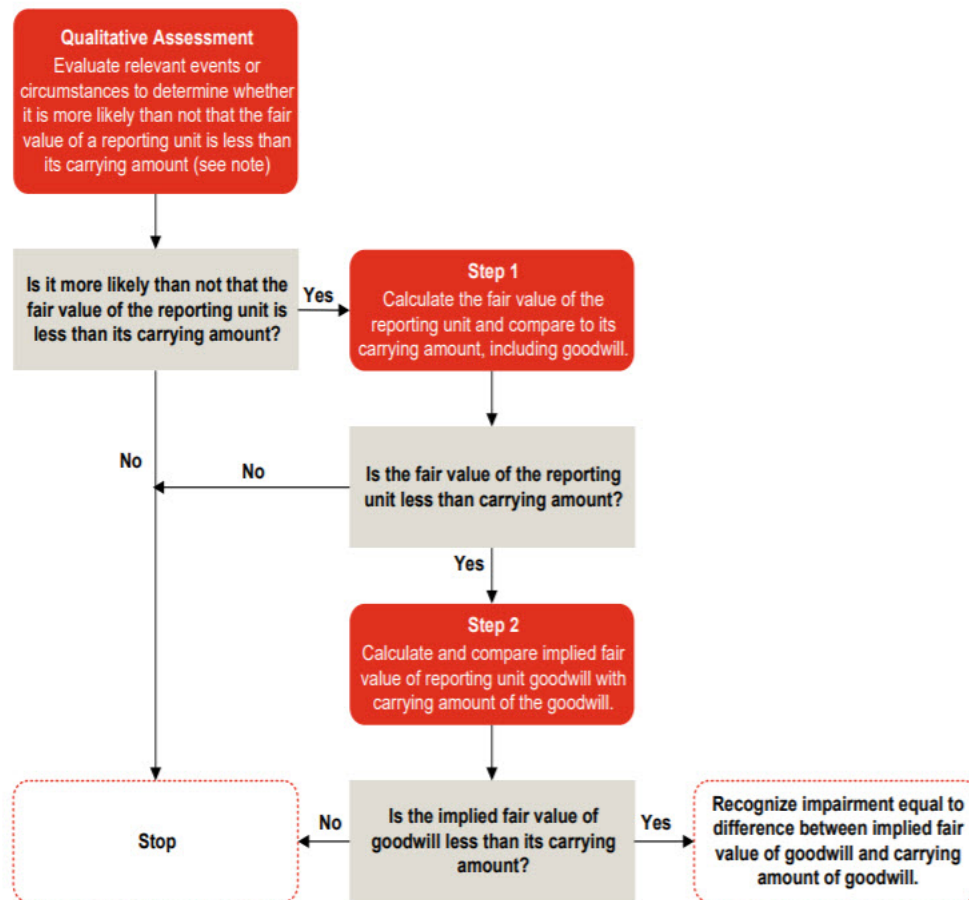 Qualitative Assessment
Evaluate relevant events or
circumstances to determine whether
it is more likely than not that the fair
value of a reporting unit is less than
its carrying amount (see note)
Is it more likely than not that the
fair value of the reporting unit is
less than its carrying amount?
Yes
Step 1
Calculate the fair value of the
reporting unit and compare to its
carrying amount, including goodwill.
No
No
Is the fair value of the reporting
unit less than carrying amount?
Yes
Step 2
Calculate and compare implied fair
value of reporting unit goodwill with
carrying amount of the goodwill.
Stop
No
Is the implied fair value of
goodwill less than its carrying
amount?
Yes
Recognize impairment equal to
difference between implied fair
value of goodwill and carrying
amount of goodwill.